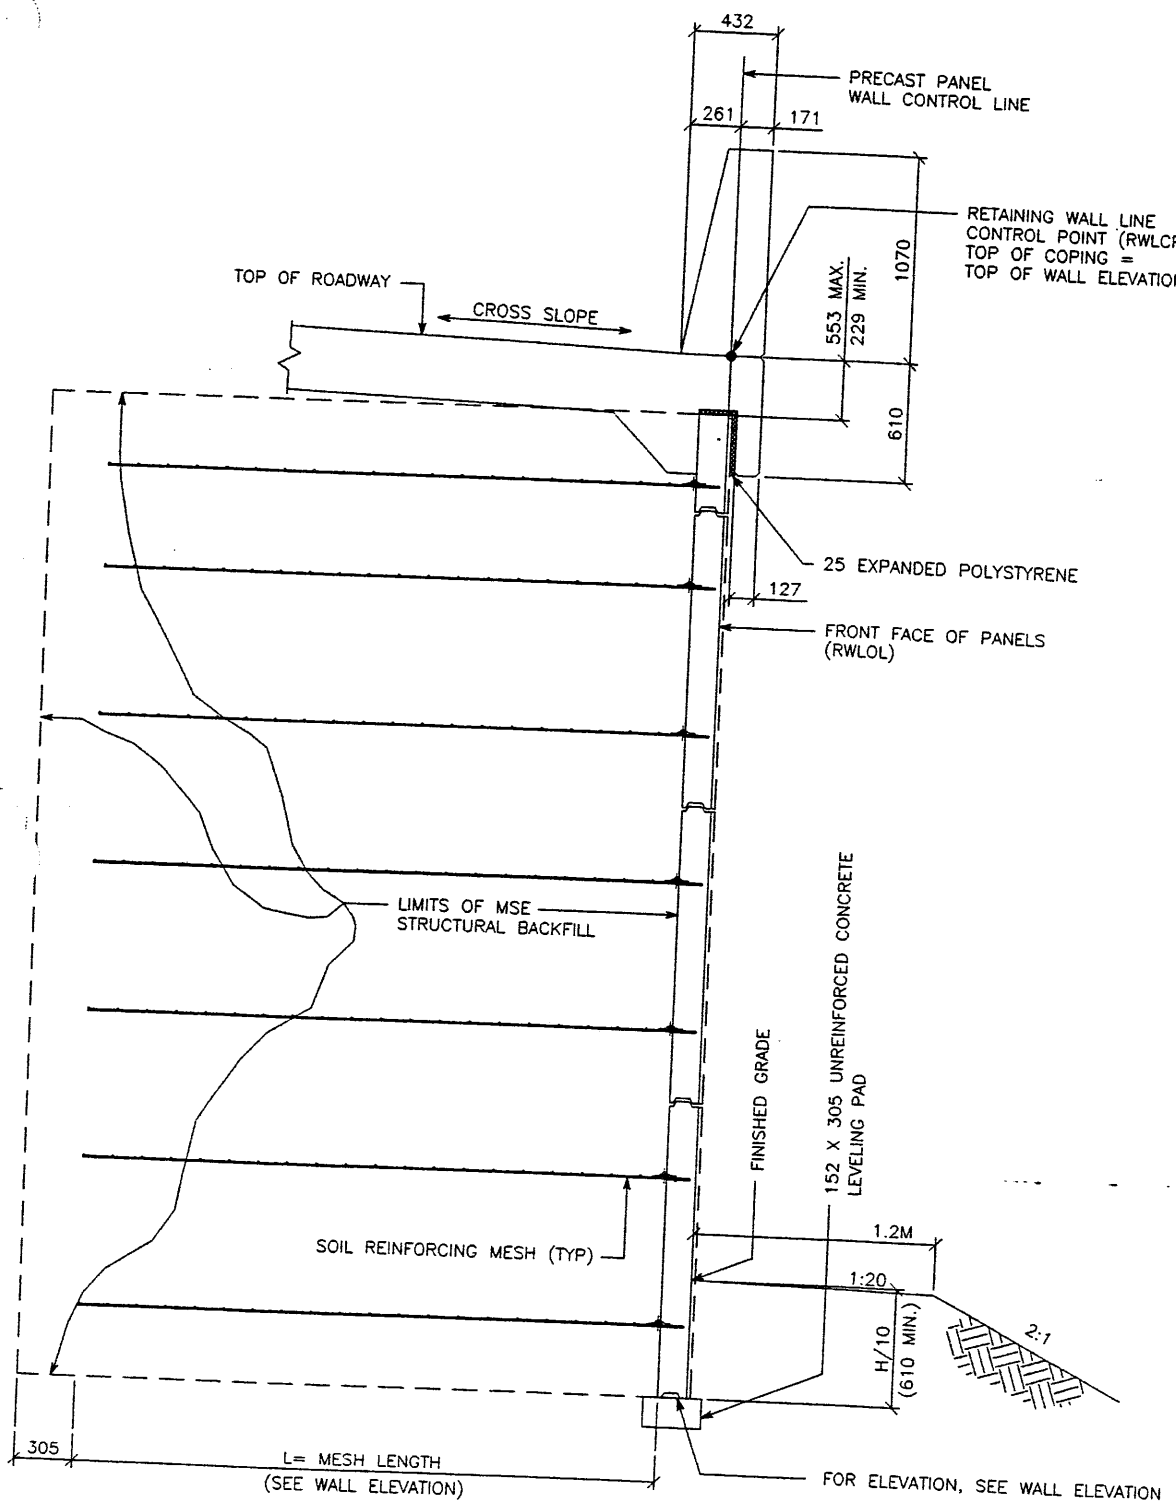 432
PRECAST PANEL
WALL CONTROL LINE
261
171
RETAINING WALL LINE
CONTROL POINT (RWLCP
TOP OF COPING =
TOP OF WALL ELEVATION
1070
553 MAX.
229 MIN.
TOP OF ROADWAY
CROSS SLOPE
610
25 EXPANDED POLYSTYRENE
127
FRONT FACE OF PANELS
(RWLOL)
LIMITS OF MSE
STRUCTURAL BACKFILL
FINISHED GRADE
152 X 305 UNREINFORCED CONCRETE
LEVELING PAD
SOIL REINFORCING MESH (TYP)
1.2M
1:20
2:1
H/10
(610 MIN.)
305
L= MESH LENGTH
(SEE WALL ELEVATION)
FOR ELEVATION, SEE WALL ELEVATION